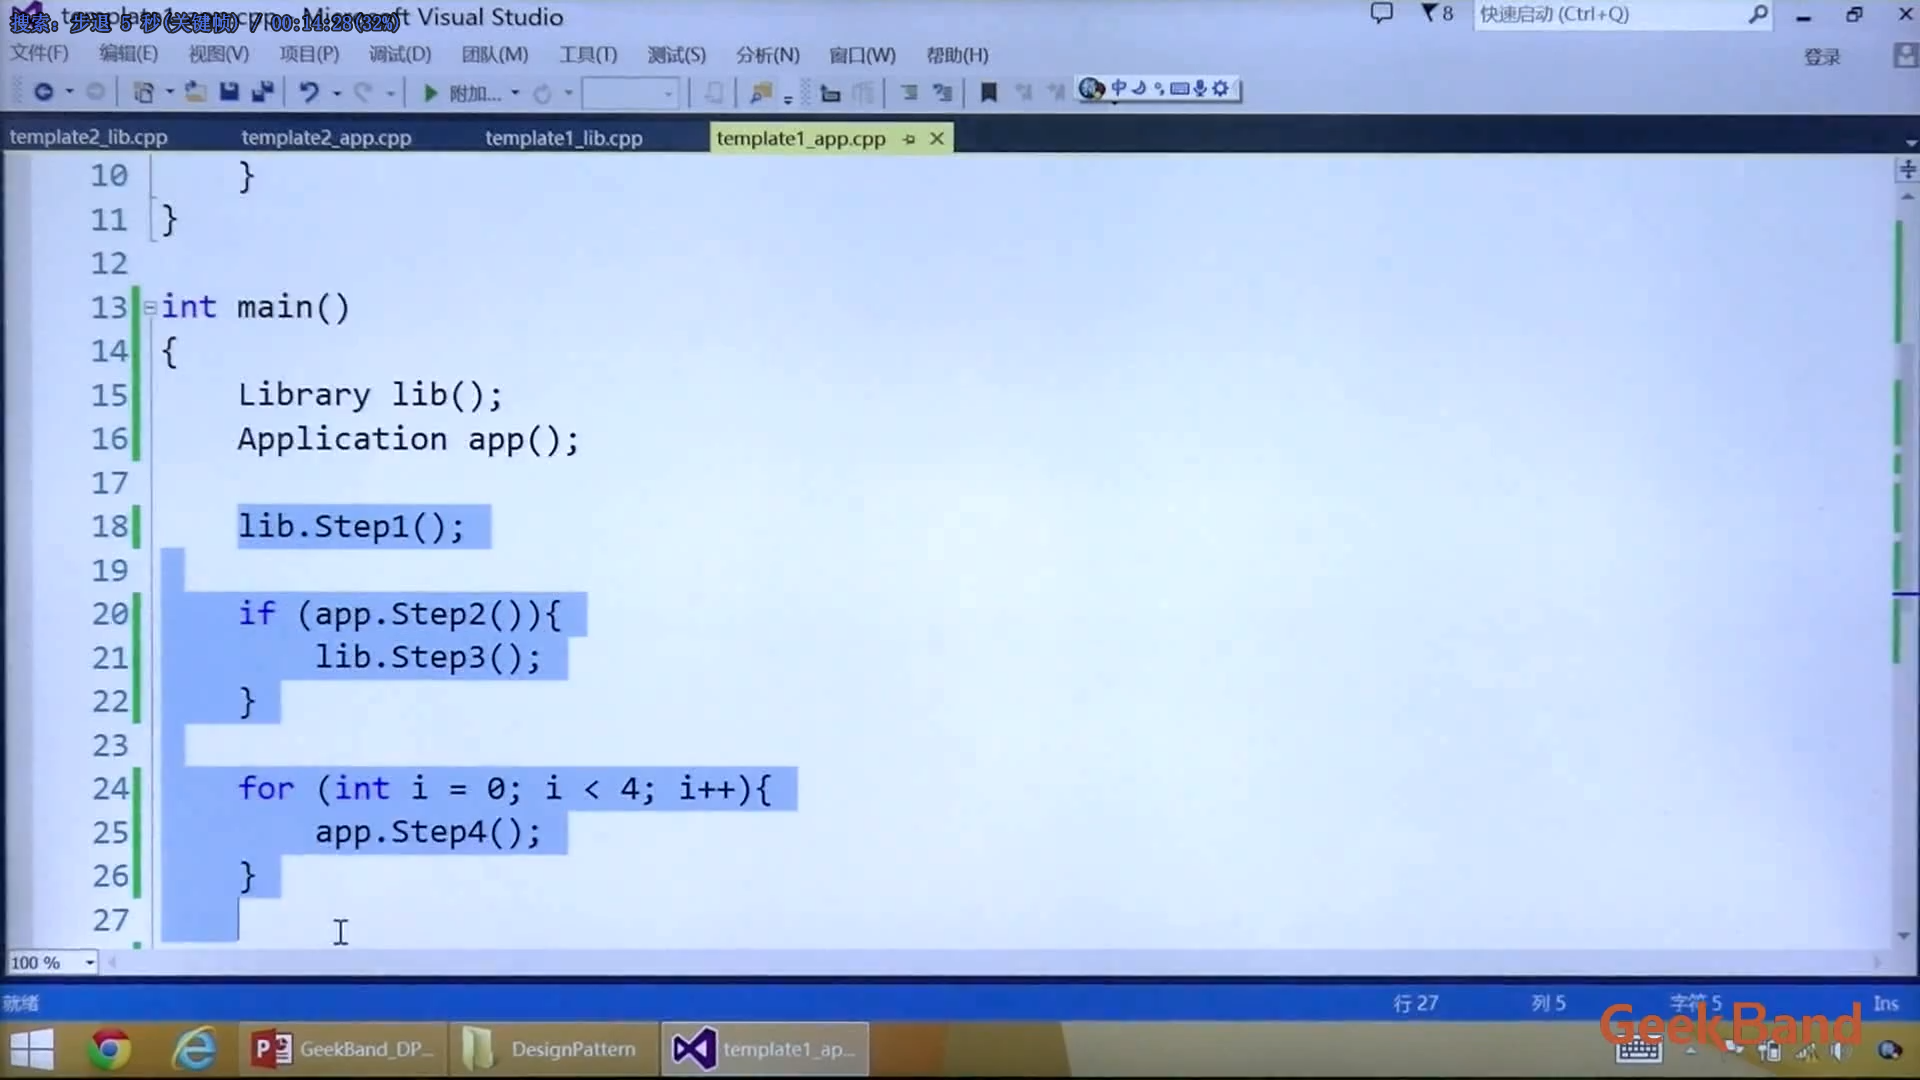 搜索: 步退 5 秒(关键帧) / 00:14:28(32%)
Microsoft Visual Studio
8
快速启动 (Ctrl+Q)
文件(F) 编辑(E) 视图(V) 项目(P) 调试(D) 团队(M) 工具(T) 测试(S) 分析(N) 窗口(W) 帮助(H)
登录
附加...
中
template2_lib.cpp template2_app.cpp template1_lib.cpp template1_app.cpp
10 }
11 }
12
13 int main()
14 {
15 Library lib();
16 Application app();
17
18 lib.Step1();
19
20 if (app.Step2()){
21 lib.Step3();
22 }
23
24 for (int i = 0; i < 4; i++){
25 app.Step4();
26 }
27
100 %
就绪
行 27 列 5 字符 5 Ins
GeekBand
GeekBand_DP... DesignPattern template1_ap...